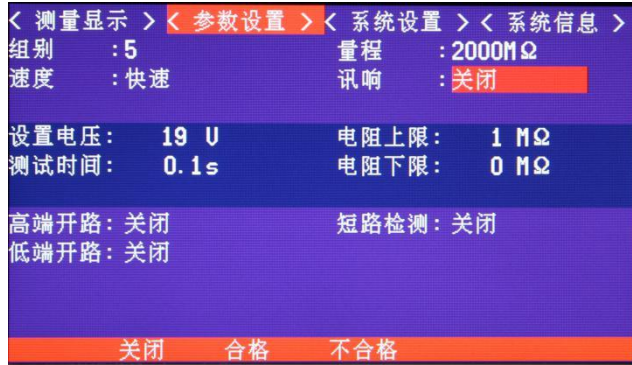 < 测量显示 > < 参数设置 > < 系统设置 > < 系统信息 >
组别 :5 量程 :2000MΩ
速度 :快速 讯响 :关闭
设置电压: 19 V 电阻上限: 1 MΩ
测试时间: 0.1s 电阻下限: 0 MΩ
高端开路:关闭 短路检测:关闭
低端开路:关闭
关闭 合格 不合格